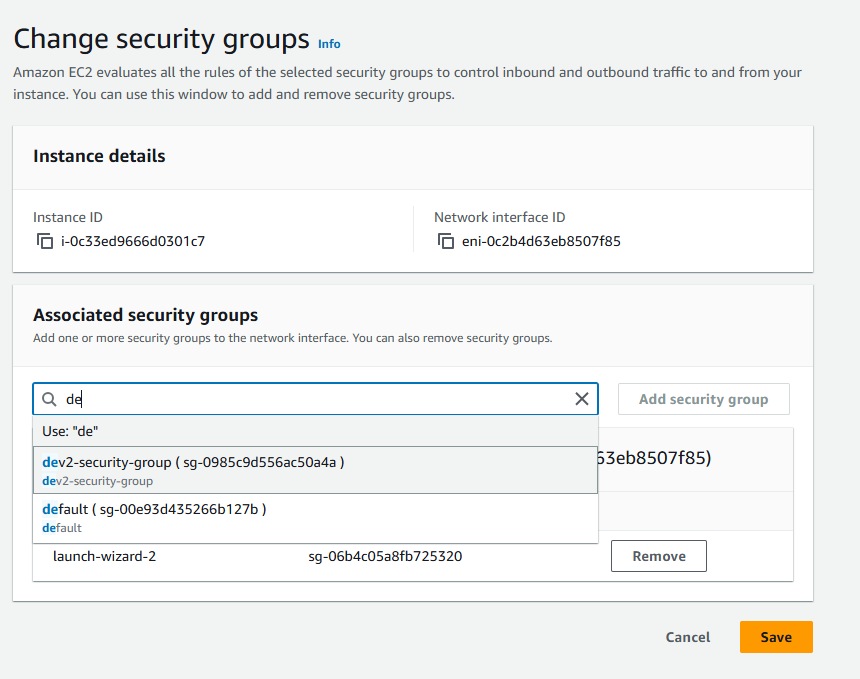 Change security groups Info
Amazon EC2 evaluates all the rules of the selected security groups to control inbound and outbound traffic to and from your
instance. You can use this window to add and remove security groups.
Instance details
Instance ID
i-0c33ed9666d0301c7
Network interface ID
eni-0c2b4d63eb8507f85
Associated security groups
Add one or more security groups to the network interface. You can also remove security groups.
de
Add security group
Use: "de"
dev2-security-group ( sg-0985c9d556ac50a4a )
dev2-security-group
63eb8507f85)
default ( sg-00e93d435266b127b )
default
launch-wizard-2
sg-06b4c05a8fb725320
Remove
Cancel
Save